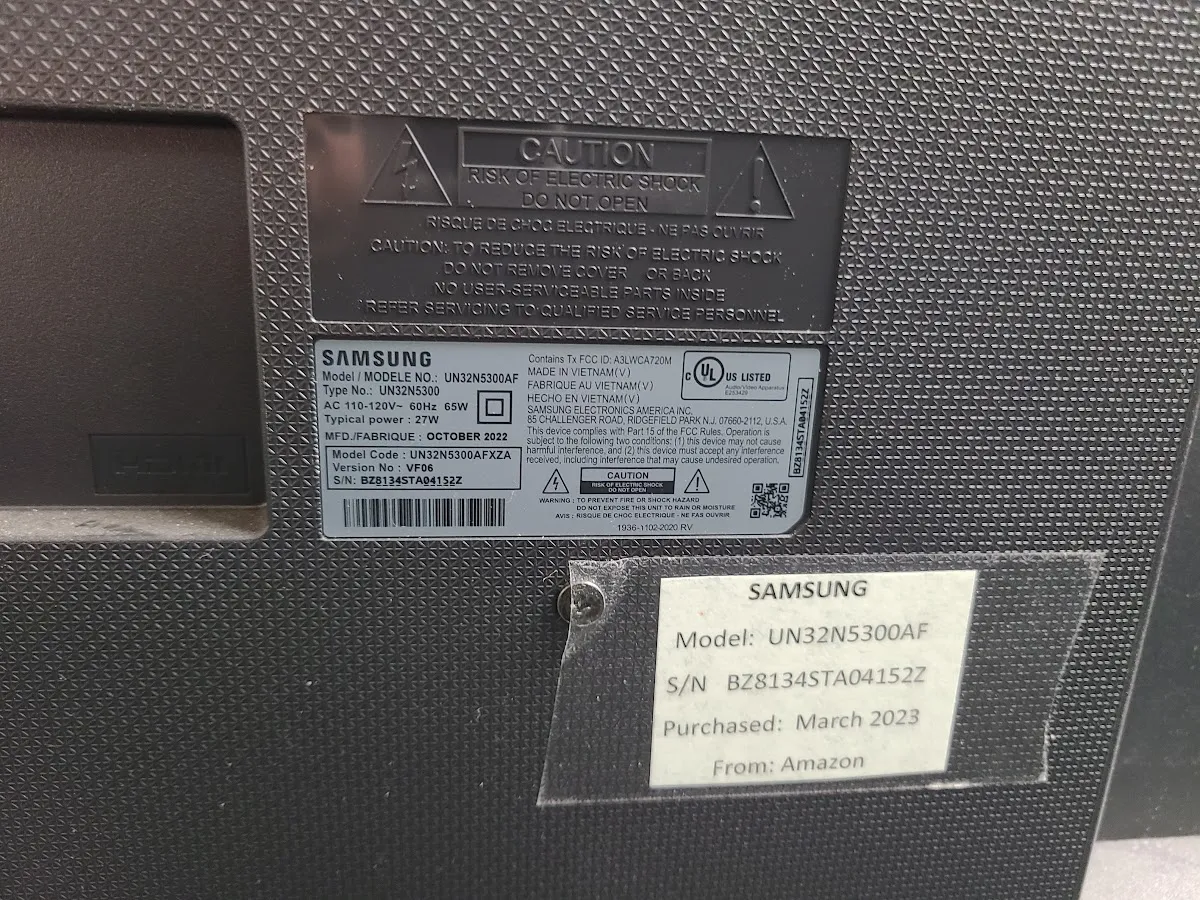 CAUTION
RISK OF ELECTRIC SHOCK
DO NOT OPEN
RISQUE DE CHOC ELECTRIQUE - NE PAS OUVRIR
CAUTION: TO REDUCE THE RISK OF ELECTRIC SHOCK
DO NOT REMOVE COVER OR BACK
NO USER-SERVICEABLE PARTS INSIDE
REFER SERVICING TO QUALIFIED SERVICE PERSONNEL
SAMSUNG
Model / MODELE NO.: UN32N5300AF
Type No.: UN32N5300
AC 110-120V~ 60Hz 65W
Typical power : 27W
MFD./FABRIQUE : OCTOBER 2022
Model Code : UN32N5300AFXZA
Version No : VF06
S/N: BZ8134STA04152Z
Contains Tx FCC ID: A3LWCA720M
MADE IN VIETNAM(V)
FABRIQUE AU VIETNAM(V)
HECHO EN VIETNAM(V)
SAMSUNG ELECTRONICS AMERICA INC.
85 CHALLENGER ROAD, RIDGEFIELD PARK N.J. 07660-2112, U.S.A.
This device complies with Part 15 of the FCC Rules. Operation is
subject to the following two conditions: (1) this device may not cause
harmful interference, and (2) this device must accept any interference
received, including interference that may cause undesired operation.
C UL US LISTED
Audio/Video Apparatus
E253429
BZ8134STA04152Z
CAUTION
RISK OF ELECTRIC SHOCK
DO NOT OPEN
WARNING : TO PREVENT FIRE OR SHOCK HAZARD
DO NOT EXPOSE THIS UNIT TO RAIN OR MOISTURE
AVIS : RISQUE DE CHOC ELECTRIQUE - NE PAS OUVRIR
1936-1102-2020 RV
SAMSUNG
Model: UN32N5300AF
S/N BZ8134STA04152Z
Purchased: March 2023
From: Amazon